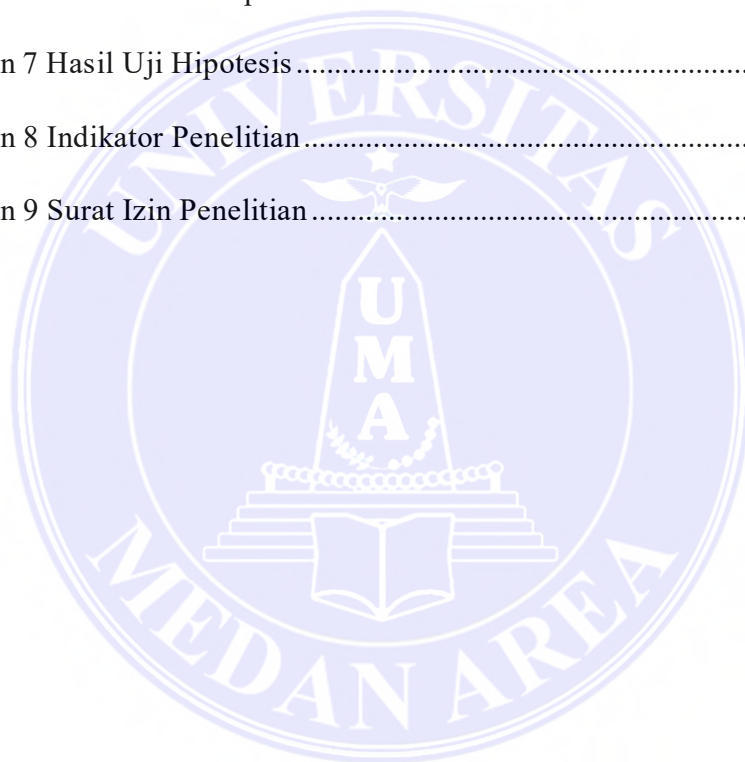 n 7 Hasil Uji Hipotesis........................................................
n 8 Indikator Penelitian.......................................................
n 9 Surat Izin Penelitian......................................................
UNIVERSITAS
U
M
A
MEDAN AREA